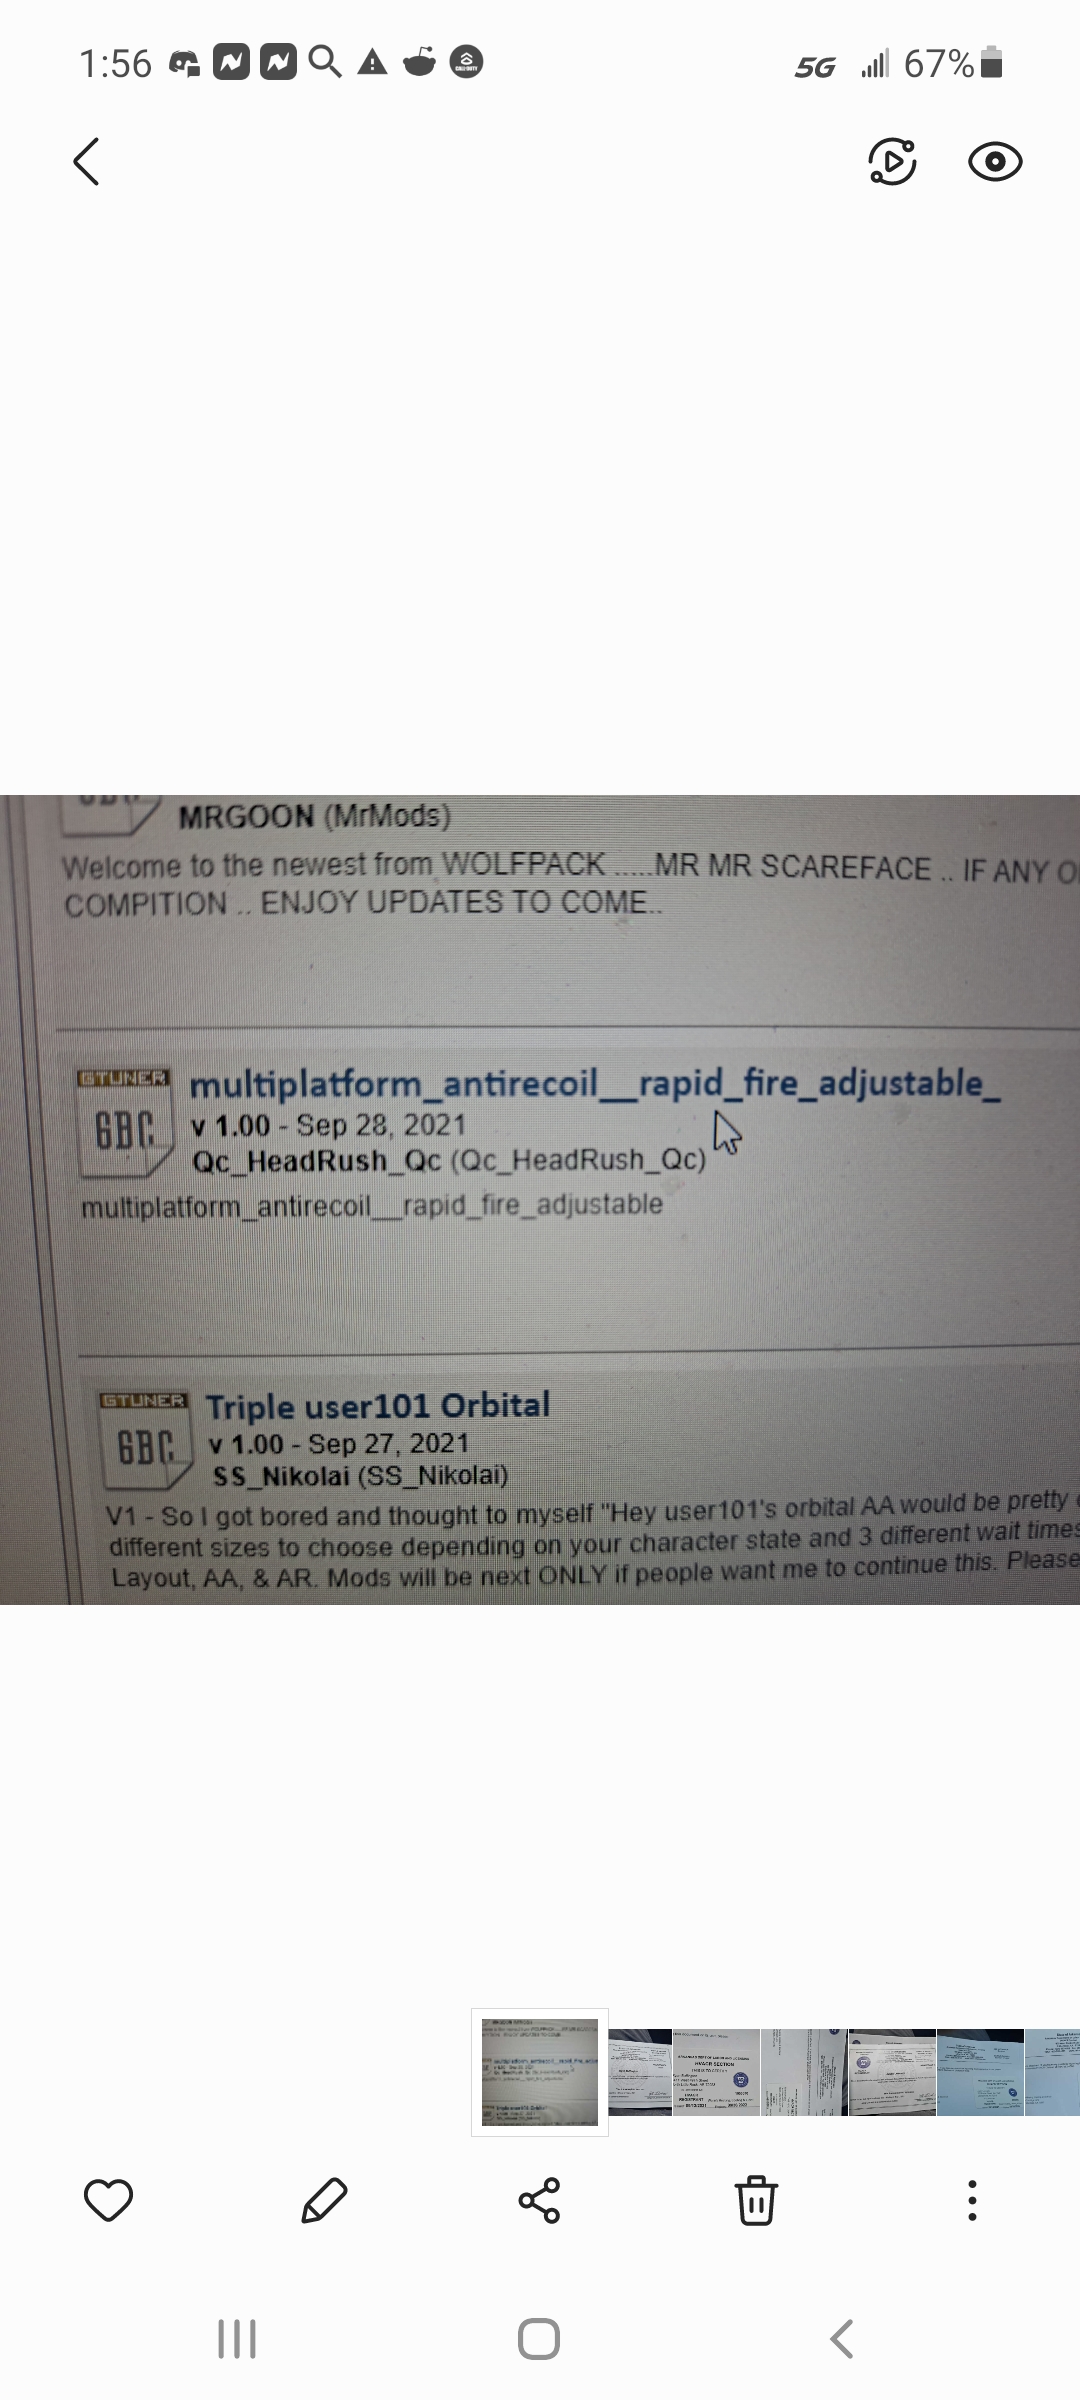 1:56
5G
67%
MRGOON (MrMods)
Welcome to the newest from WOLFPACK .....MR MR SCAREFACE .. IF ANY
COMPITION .. ENJOY UPDATES TO COME..
GTUNER
GBC
multiplatform_antirecoil__rapid_fire_adjustable_
v 1.00 - Sep 28, 2021
Qc_HeadRush_Qc (Qc_HeadRush_Qc)
multiplatform_antirecoil__rapid_fire_adjustable
GTUNER
GBC
Triple user101 Orbital
v 1.00 - Sep 27, 2021
SS_Nikolai (SS_Nikolai)
V1 - So I got bored and thought to myself "Hey user101's orbital AA would be pretty
different sizes to choose depending on your character state and 3 different wait times
Layout, AA, & AR. Mods will be next ONLY if people want me to continue this. Please
HVACR SECTION